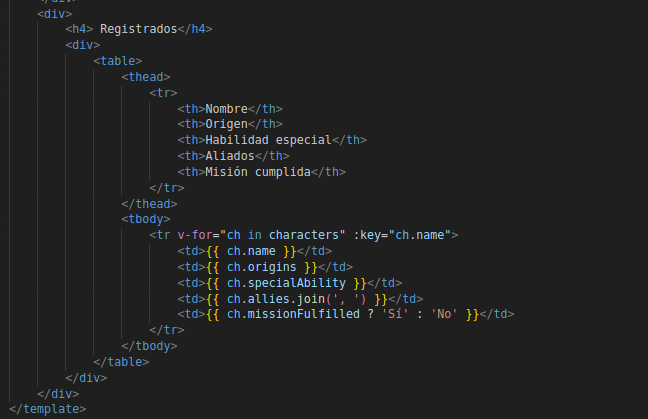 </div>
<div>
<h4> Registrados</h4>
<div>
<table>
<thead>
<tr>
<th>Nombre</th>
<th>Origen</th>
<th>Habilidad especial</th>
<th>Aliados</th>
<th>Misión cumplida</th>
</tr>
</thead>
<tbody>
<tr v-for="ch in characters" :key="ch.name">
<td>{{ ch.name }}</td>
<td>{{ ch.origins }}</td>
<td>{{ ch.specialAbility }}</td>
<td>{{ ch.allies.join(', ') }}</td>
<td>{{ ch.missionFulfilled ? 'Sí' : 'No' }}</td>
</tr>
</tbody>
</table>
</div>
</div>
</template>